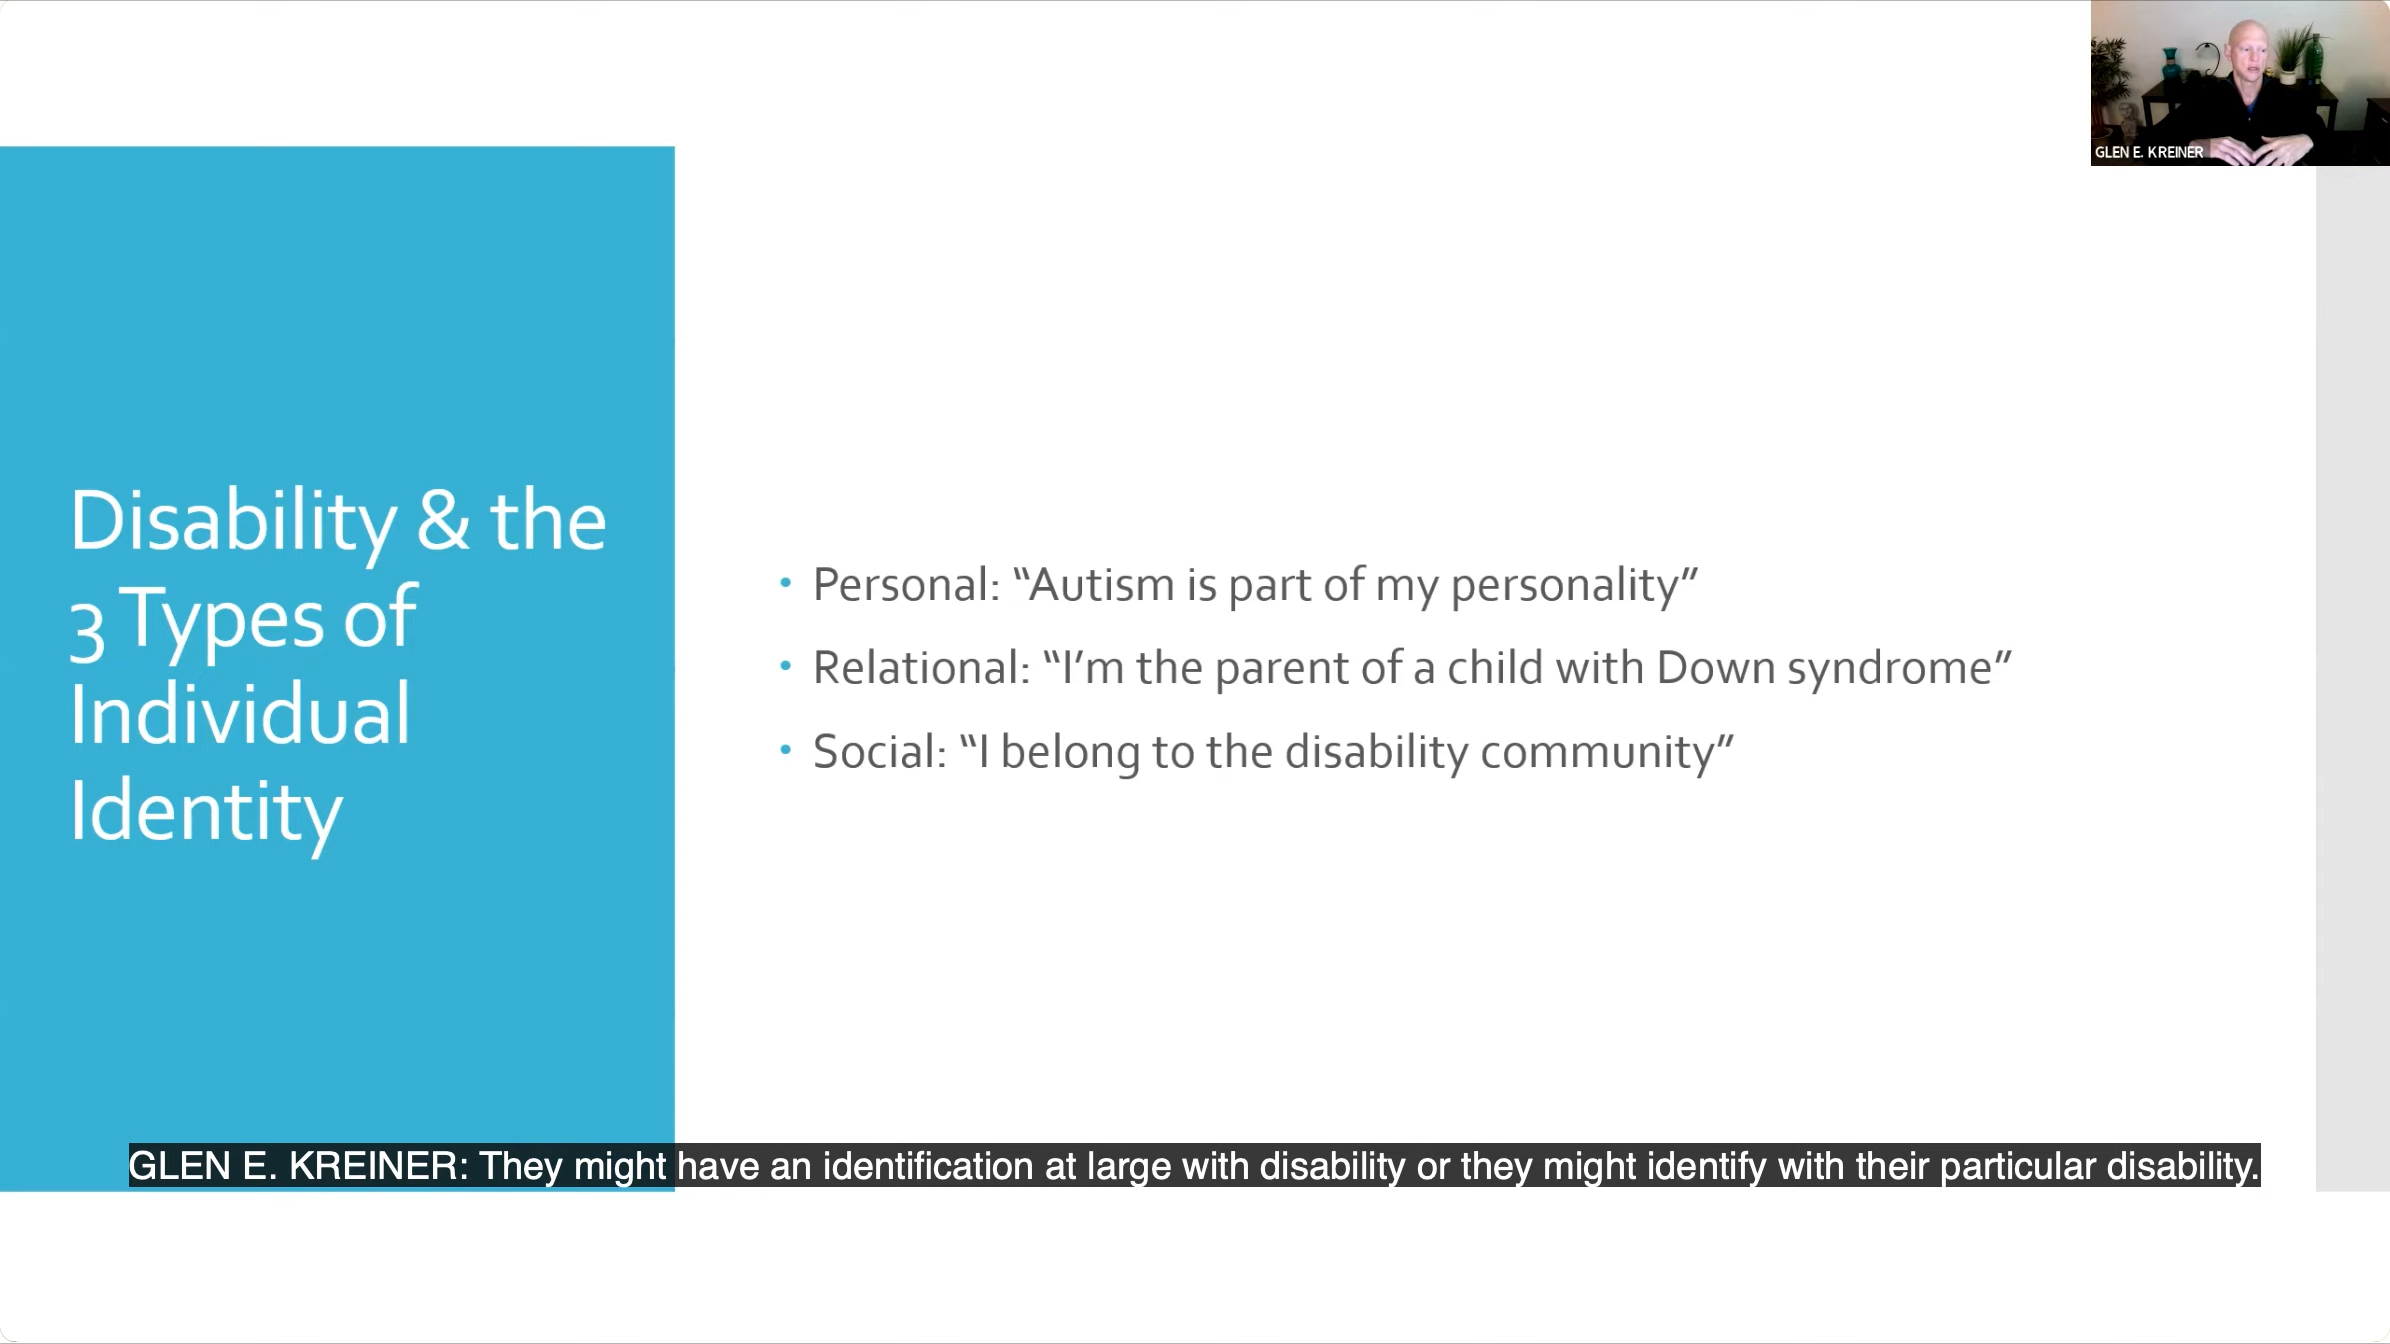 GLEN E. KREINER
Disability & the
3 Types of
Individual
Identity
• Personal: “Autism is part of my personality”
• Relational: “I’m the parent of a child with Down syndrome”
• Social: “I belong to the disability community”
GLEN E. KREINER: They might have an identification at large with disability or they might identify with their particular disability.